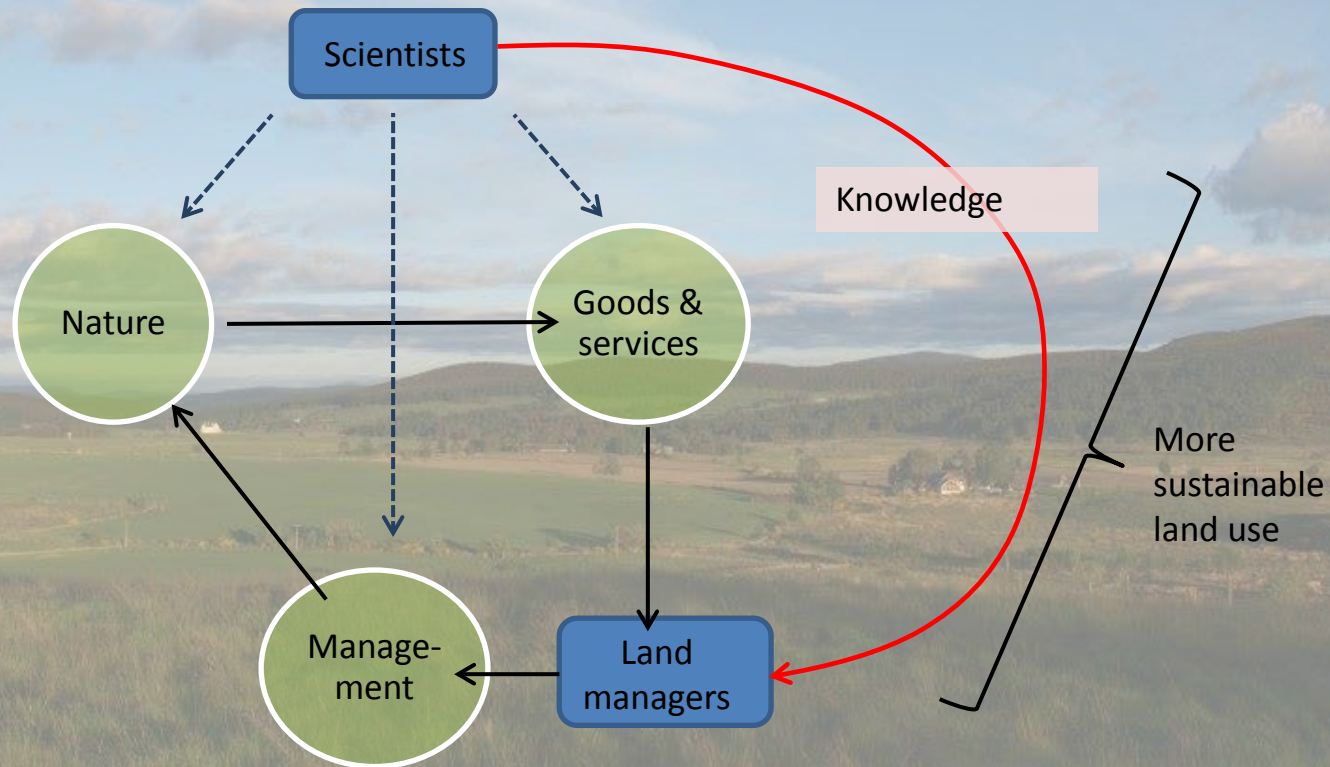 Scientists
Knowledge
Nature
Goods &
services
More
sustainable
land use
Manage-
ment
Land
managers